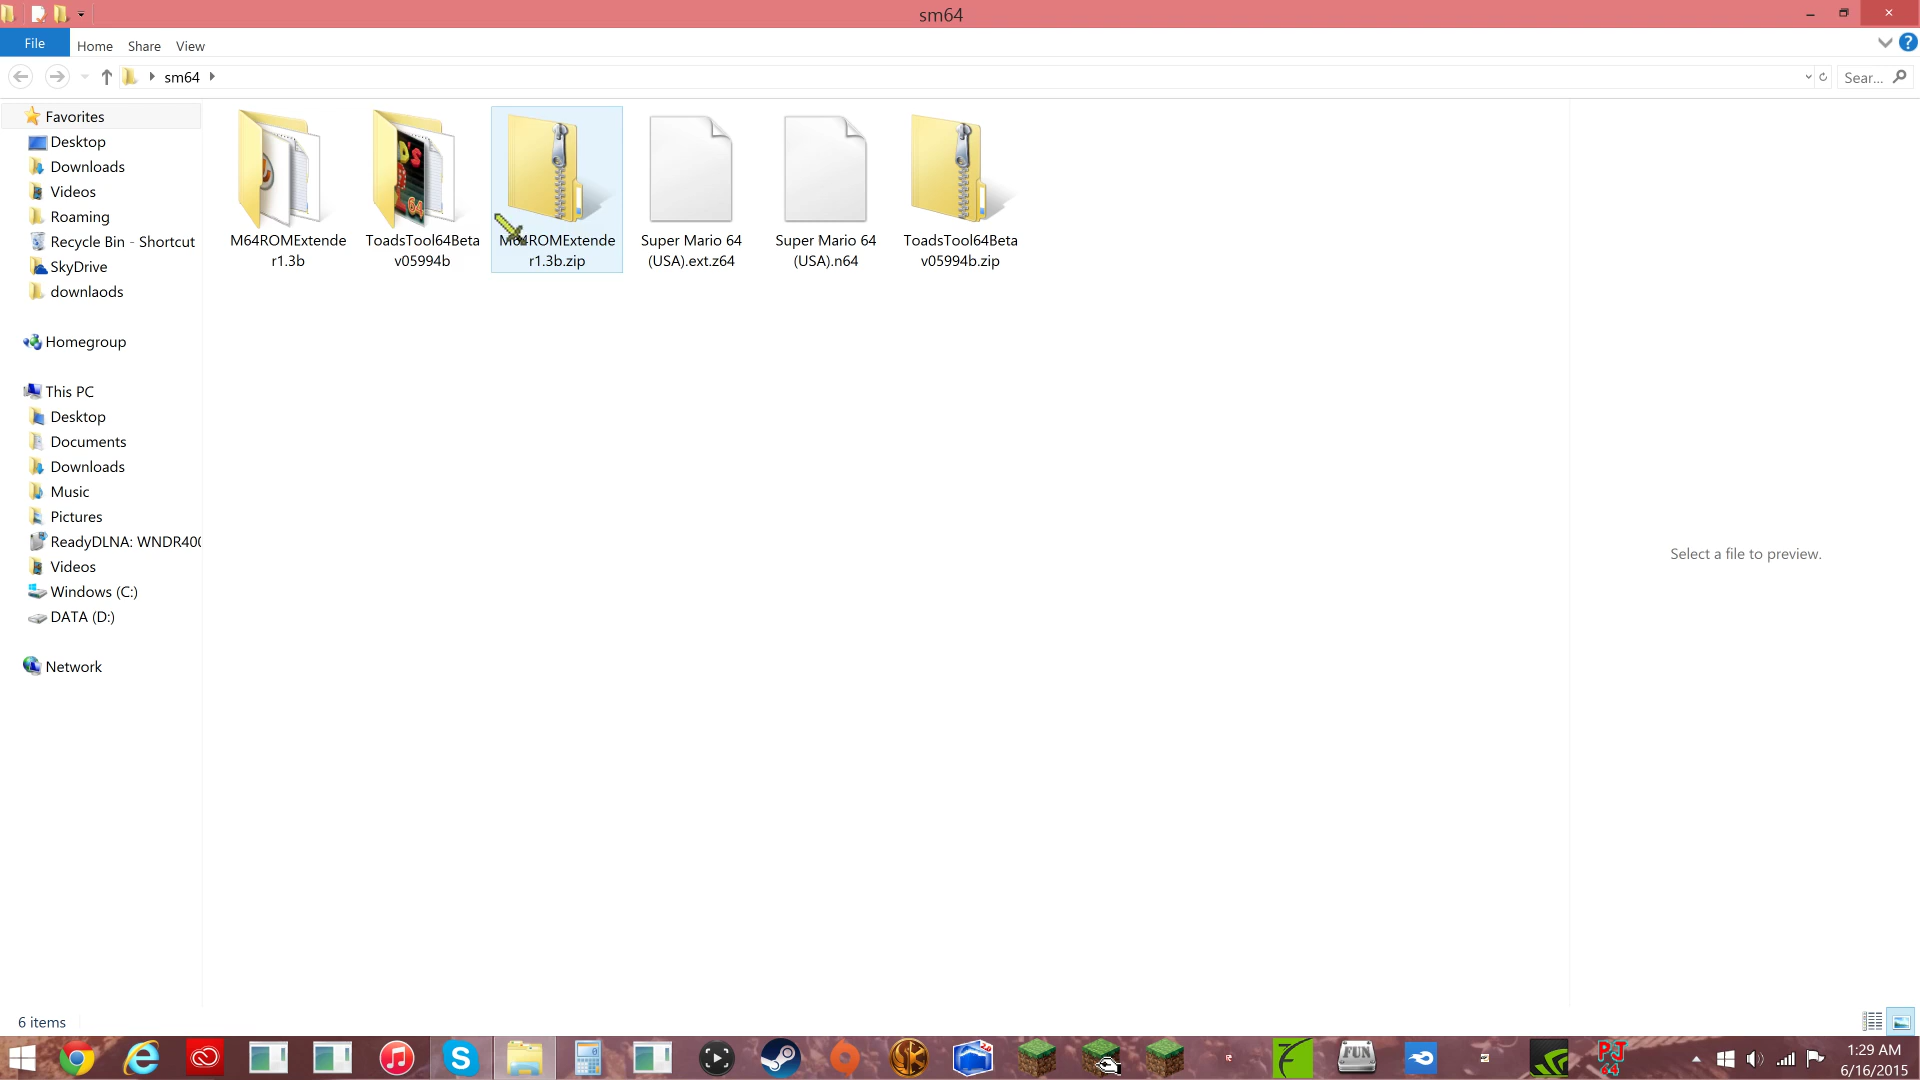 sm64
File
Home
Share
View
sm64
Sear...
Favorites
Desktop
Downloads
Videos
Roaming
Recycle Bin - Shortcut
SkyDrive
downlaods
Homegroup
This PC
Desktop
Documents
Downloads
Music
Pictures
ReadyDLNA: WNDR400
Videos
Windows (C:)
DATA (D:)
Network
M64ROMExtende
r1.3b
ToadsTool64Beta
v05994b
M64ROMExtende
r1.3b.zip
Super Mario 64
(USA).ext.z64
Super Mario 64
(USA).n64
ToadsTool64Beta
v05994b.zip
Select a file to preview.
6 items
FUN
PJ
64
1:29 AM
6/16/2015